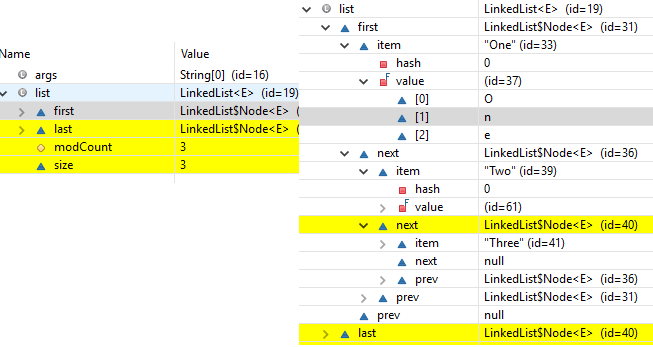 Name Value
args String[0] (id=16)
list LinkedList<E> (id=19)
first LinkedList$Node<E> (
last LinkedList$Node<E> (
modCount 3
size 3
list LinkedList<E> (id=19)
first LinkedList$Node<E> (id=31)
item "One" (id=33)
hash 0
F value (id=37)
[0] O
[1] n
[2] e
next LinkedList$Node<E> (id=36)
item "Two" (id=39)
hash 0
F value (id=61)
next LinkedList$Node<E> (id=40)
item "Three" (id=41)
next null
prev LinkedList$Node<E> (id=36)
prev LinkedList$Node<E> (id=31)
prev null
last LinkedList$Node<E> (id=40)